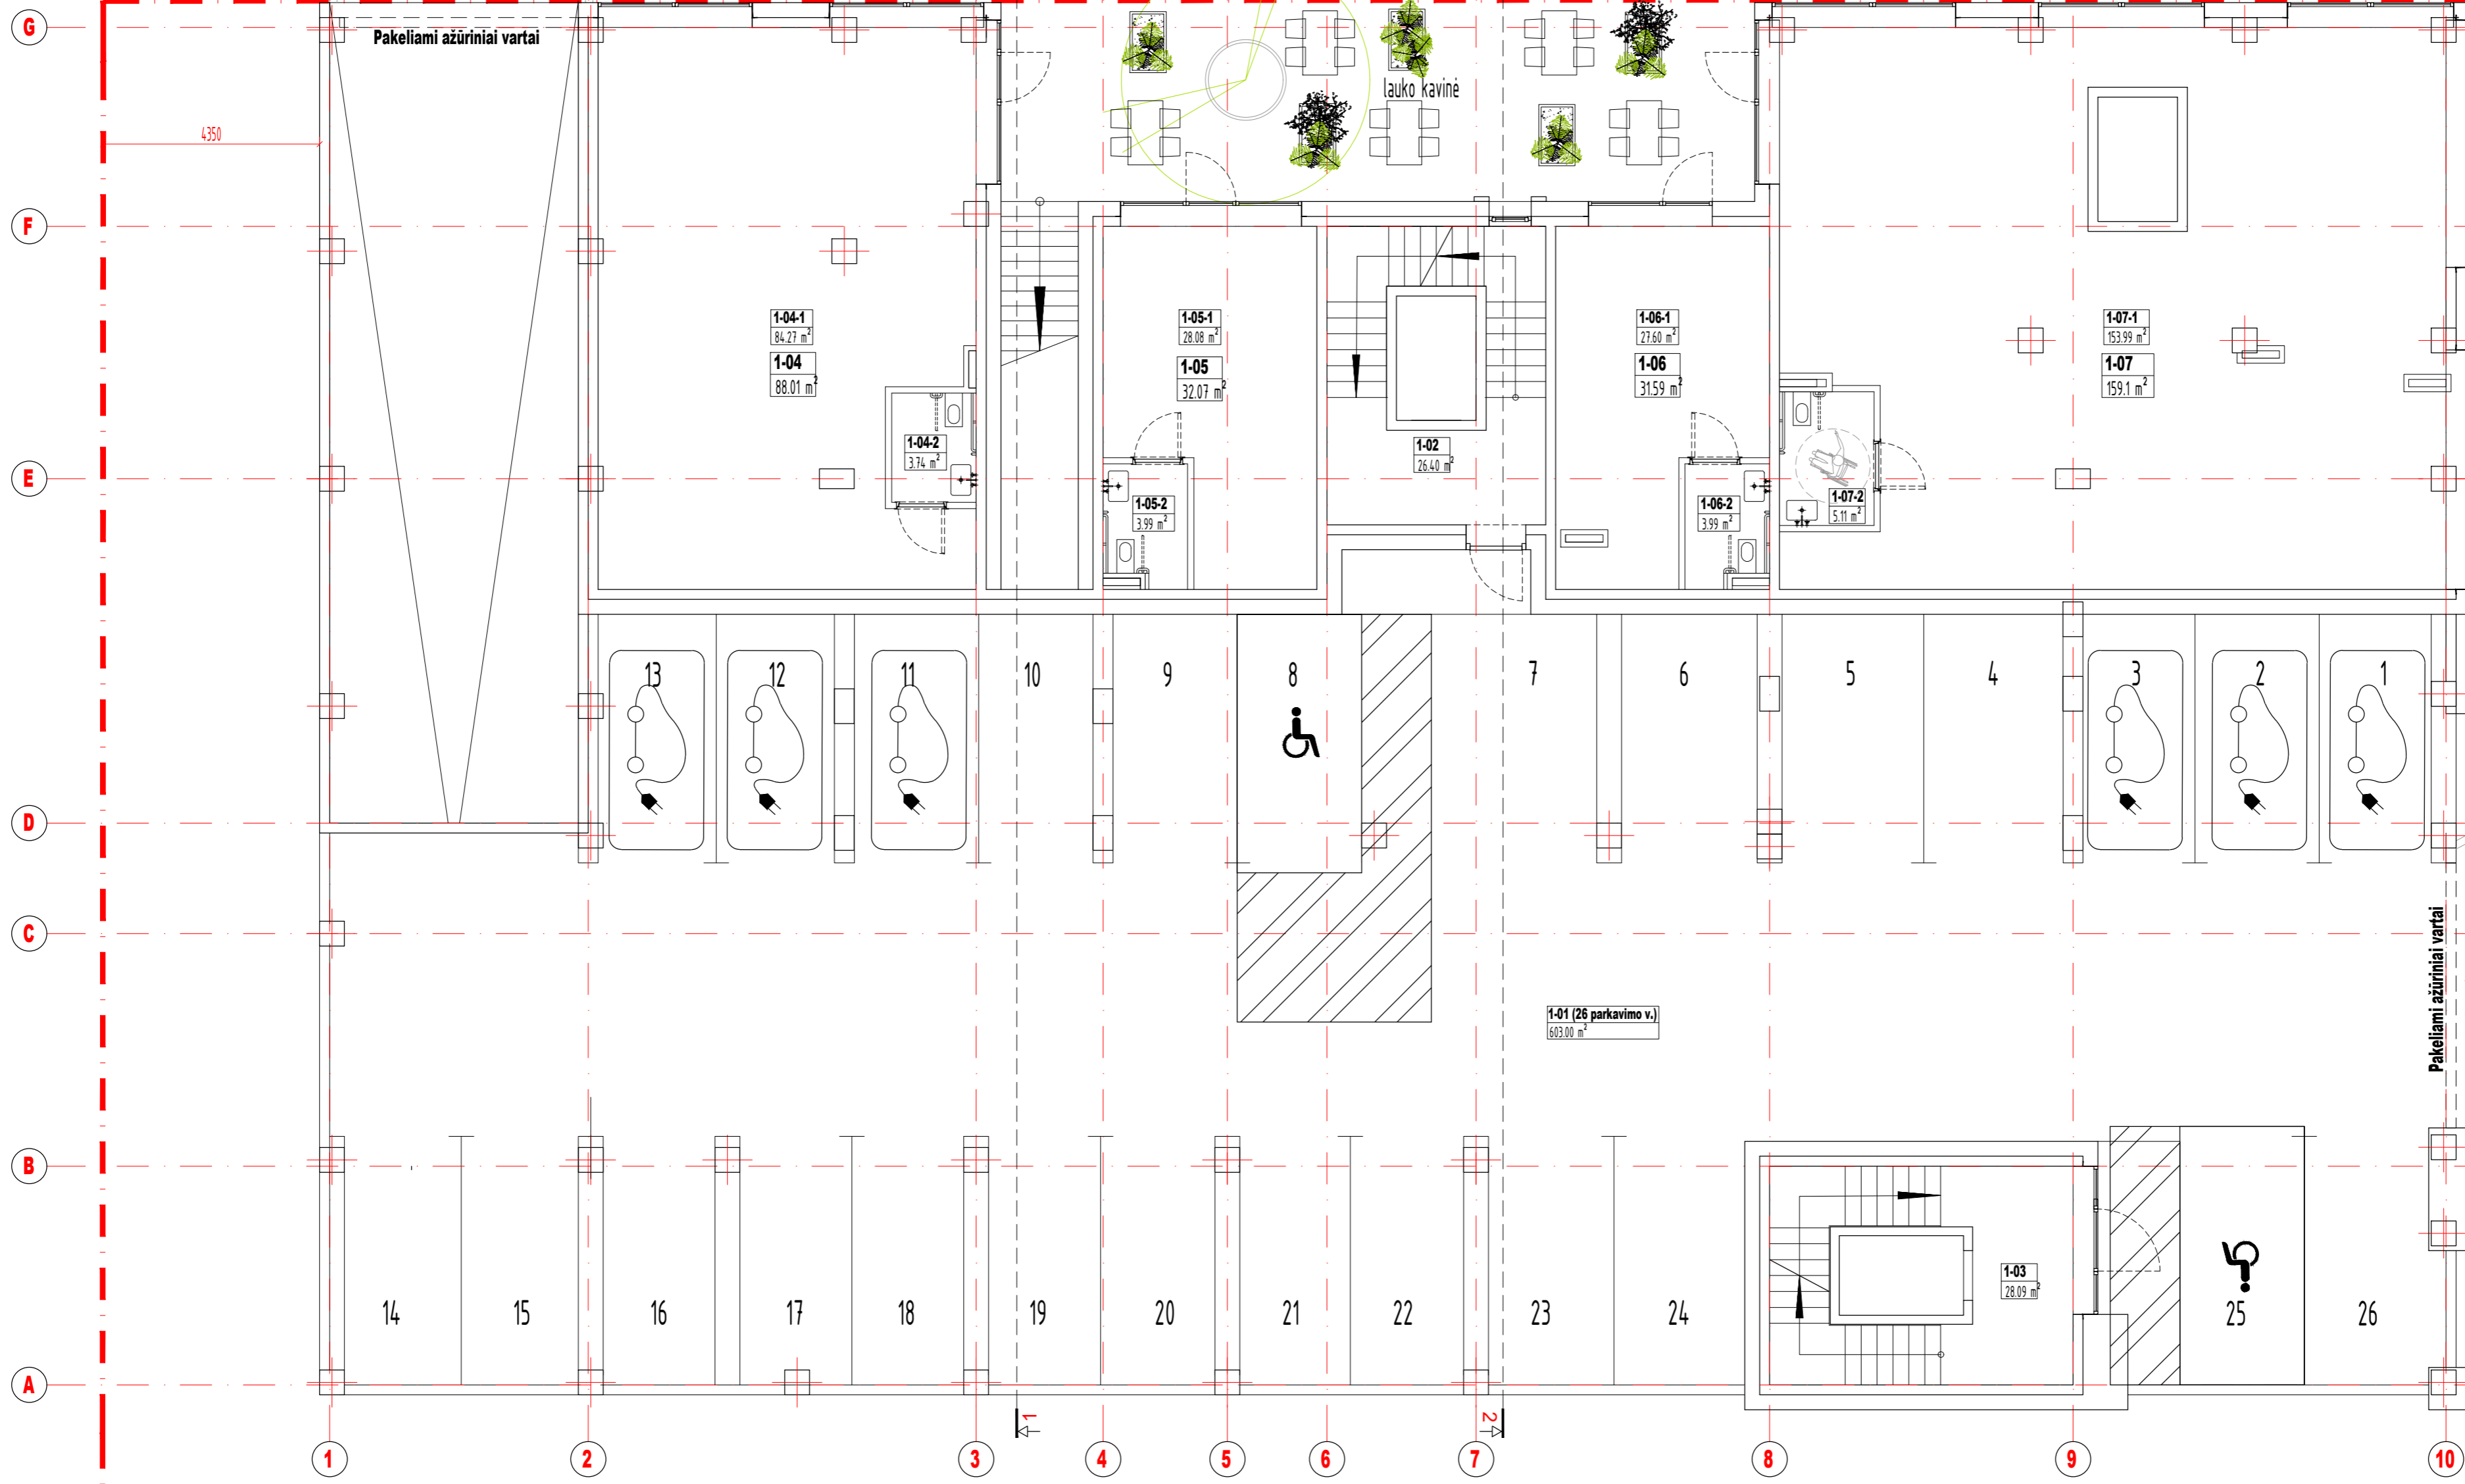 G
Pakeliami ažūriniai vartai
lauko kavinė
4350
F
1-04-1
84.27 m²
1-04
88.01 m²
1-05-1
28.08 m²
1-05
32.07 m²
1-06-1
27.60 m²
1-06
31.59 m²
1-07-1
153.99 m²
1-07
159.1 m²
1-04-2
3.74 m²
1-02
26.40 m²
E
1-05-2
3.99 m²
1-06-2
3.99 m²
1-07-2
5.11 m²
13
12
11
10
9
8
7
6
5
4
3
2
1
D
C
Pakeliami ažūriniai vartai
1-01 (26 parkavimo v.)
603.00 m²
B
1-03
28.09 m²
14
15
16
17
18
19
20
21
22
23
24
25
26
A
1
2
1
2
3
4
5
6
7
8
9
10